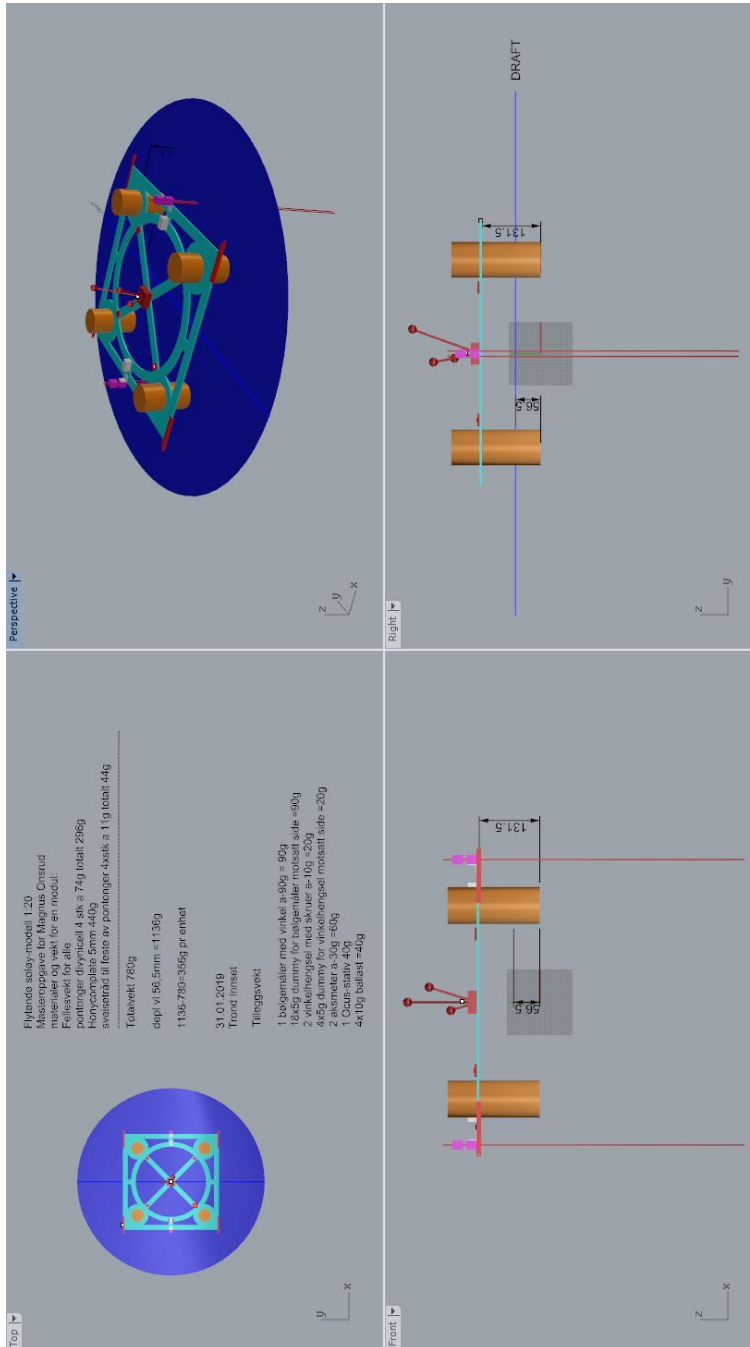 Top
Flytende soløy-modell 1:20
Masteroppgave for Magnus Onsrud
materialer og vekt for en modul:
Fellesvekt for alle
pontonger divynicell 4 stk a 74g totalt 296g
Honycomplate 5mm 440g
sveisetråd til feste av pontonger 4xstk a 11g totalt 44g
Totalvekt 780g
depl v/ 56,5mm =1136g
1136-780=356g pr enhet
31.01.2019
Trond Innset
Tilleggsvekt
1 bølgemåler med vinkel a-90g = 90g
18x5g dummy for bølgemåler motsatt side =90g
2 vinkelhengsel med skruer a-10g =20g
4x5g dummy for vinkelhengsel motsatt side =20g
2 aksmeter a-30g =60g
1 Ocus-stativ 40g
4x10g ballast =40g
y
x
Perspective
z
y
x
Front
131.5
56.5
z
x
Right
DRAFT
131.5
56.5
z
y